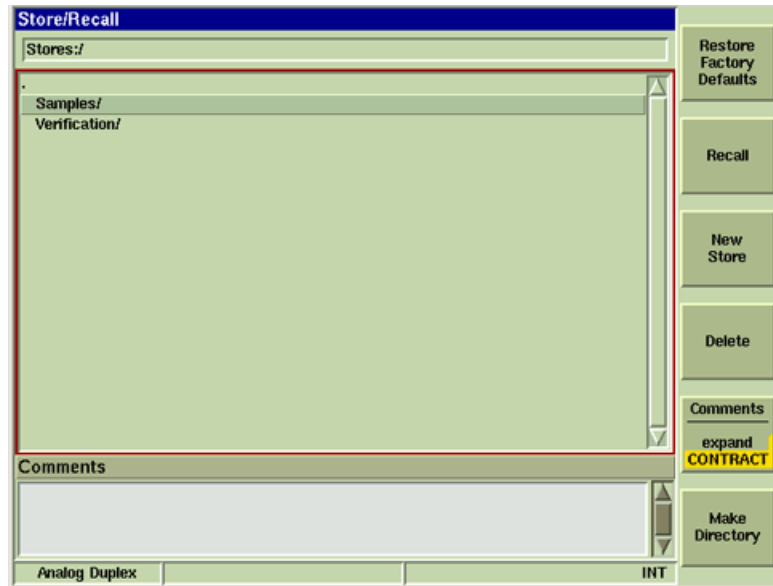 Store/Recall
Stores:/
.
Samples/
Verification/
Comments
Analog Duplex
INT
Restore
Factory
Defaults
Recall
New
Store
Delete
Comments
expand
CONTRACT
Make
Directory